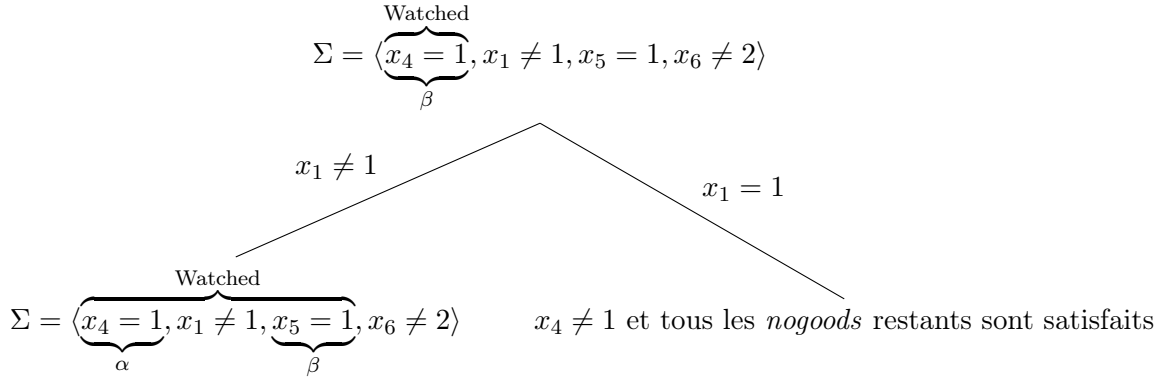 Watched
Σ = ⟨x₄ = 1, x₁ ≠ 1, x₅ = 1, x₆ ≠ 2⟩
β
x₁ ≠ 1
x₁ = 1
Watched
Σ = ⟨x₄ = 1, x₁ ≠ 1, x₅ = 1, x₆ ≠ 2⟩
α β
x₄ ≠ 1 et tous les nogoods restants sont satisfaits